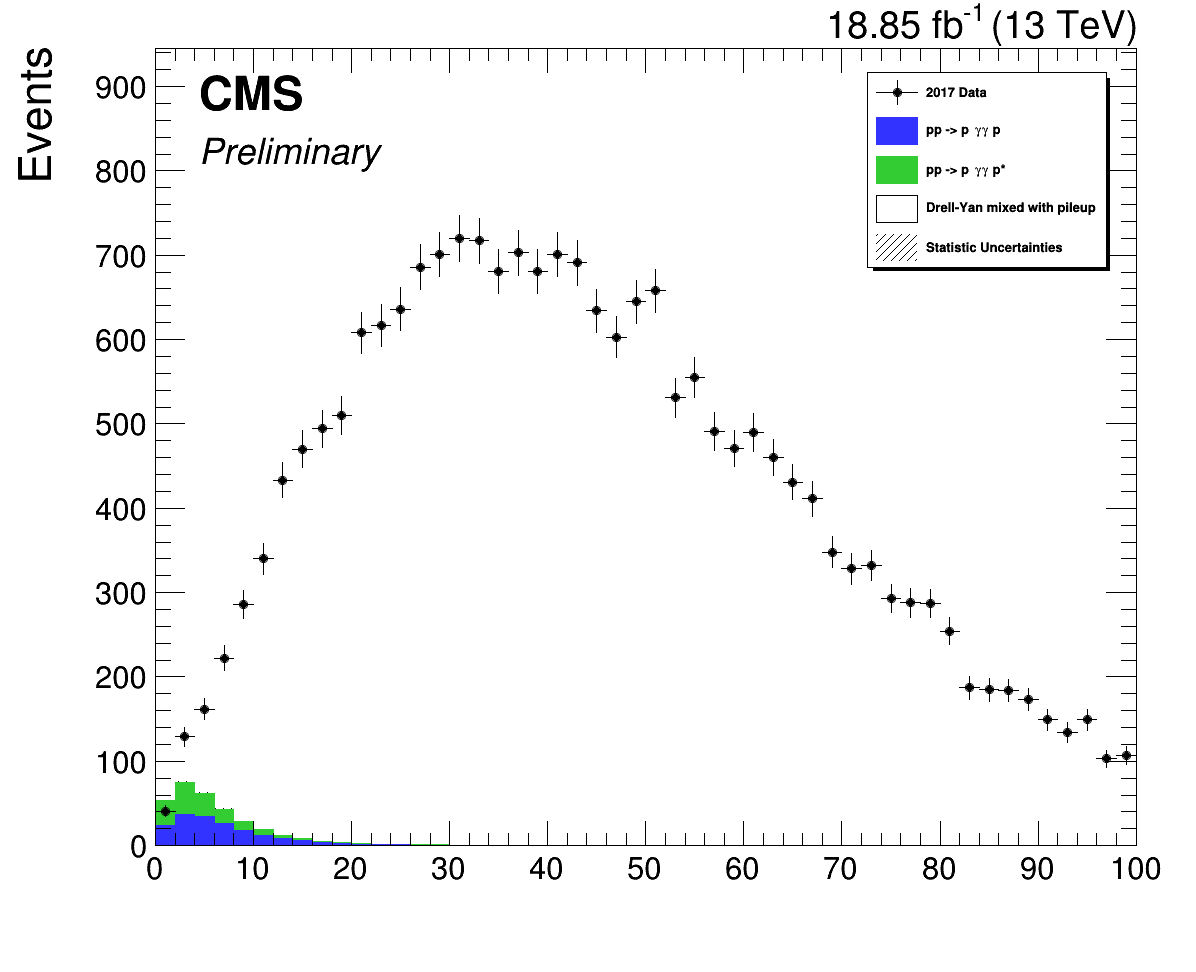 18.85 fb-1 (13 TeV)
Events
CMS
Preliminary
2017 Data
pp -> p γγ p
pp -> p γγ p*
Drell-Yan mixed with pileup
Statistic Uncertainties
900
800
700
600
500
400
300
200
100
0
0 10 20 30 40 50 60 70 80 90 100